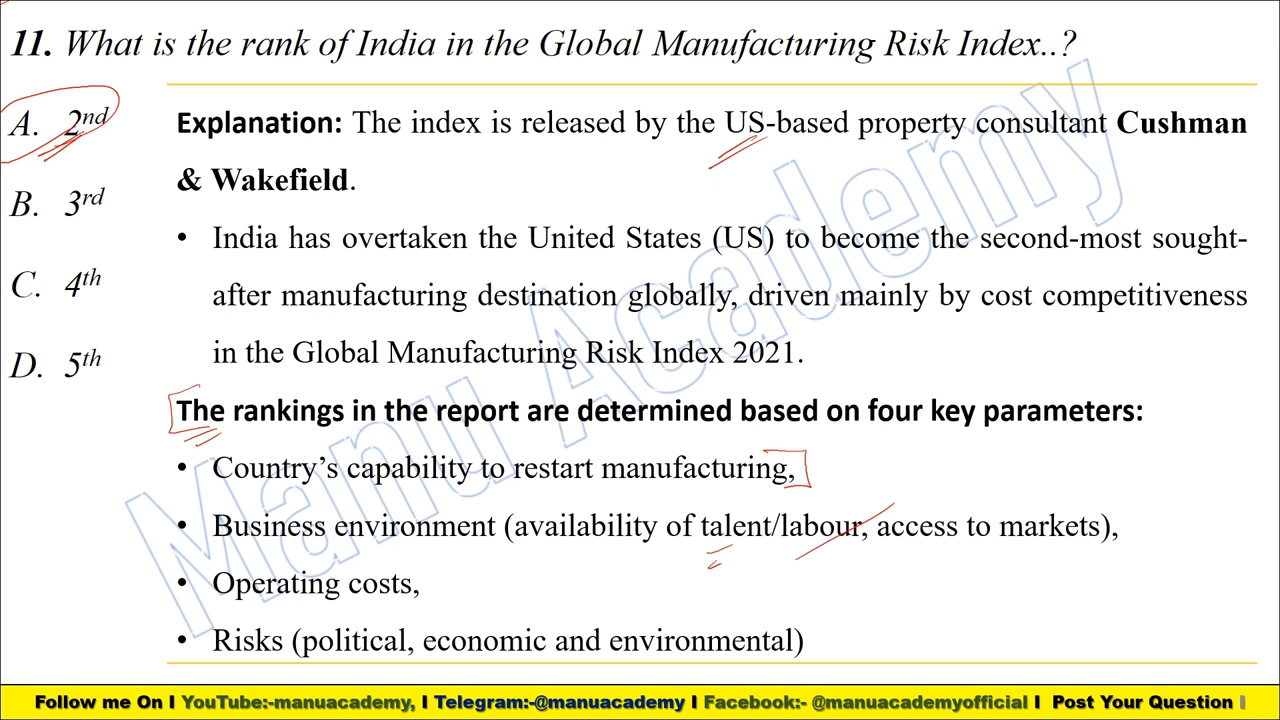 11. What is the rank of India in the Global Manufacturing Risk Index..?
A. 2nd
B. 3rd
C. 4th
D. 5th
Explanation: The index is released by the US-based property consultant Cushman
& Wakefield.
• India has overtaken the United States (US) to become the second-most sought-
after manufacturing destination globally, driven mainly by cost competitiveness
in the Global Manufacturing Risk Index 2021.
The rankings in the report are determined based on four key parameters:
• Country’s capability to restart manufacturing,
• Business environment (availability of talent/labour, access to markets),
• Operating costs,
• Risks (political, economic and environmental)
Manu Academy
Follow me On I YouTube:-manuacademy, I Telegram:-@manuacademy I Facebook:- @manuacademyofficial I Post Your Question I